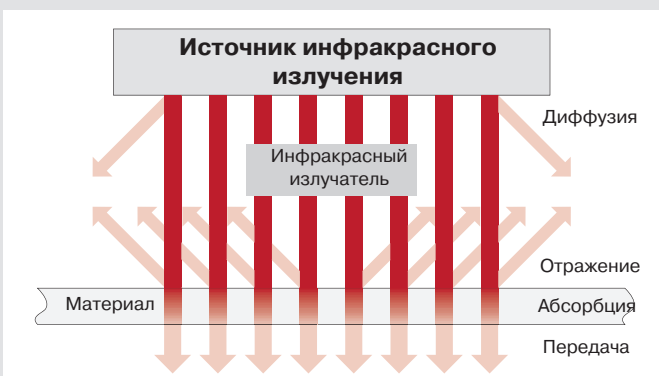 Источник инфракрасного
излучения
Диффузия
Инфракрасный
излучатель
Отражение
Материал
Абсорбция
Передача